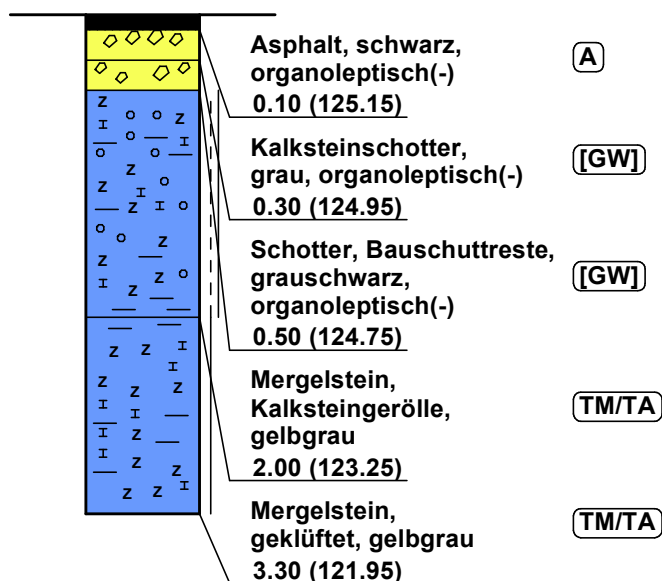 Asphalt, schwarz,
organoleptisch(-)
0.10 (125.15)
A
Kalksteinschotter,
grau, organoleptisch(-)
0.30 (124.95)
[GW]
Schotter, Bauschuttreste,
grauschwarz,
organoleptisch(-)
0.50 (124.75)
[GW]
Mergelstein,
Kalksteingerölle,
gelbgrau
2.00 (123.25)
TM/TA
Mergelstein,
geklüftet, gelbgrau
3.30 (121.95)
TM/TA